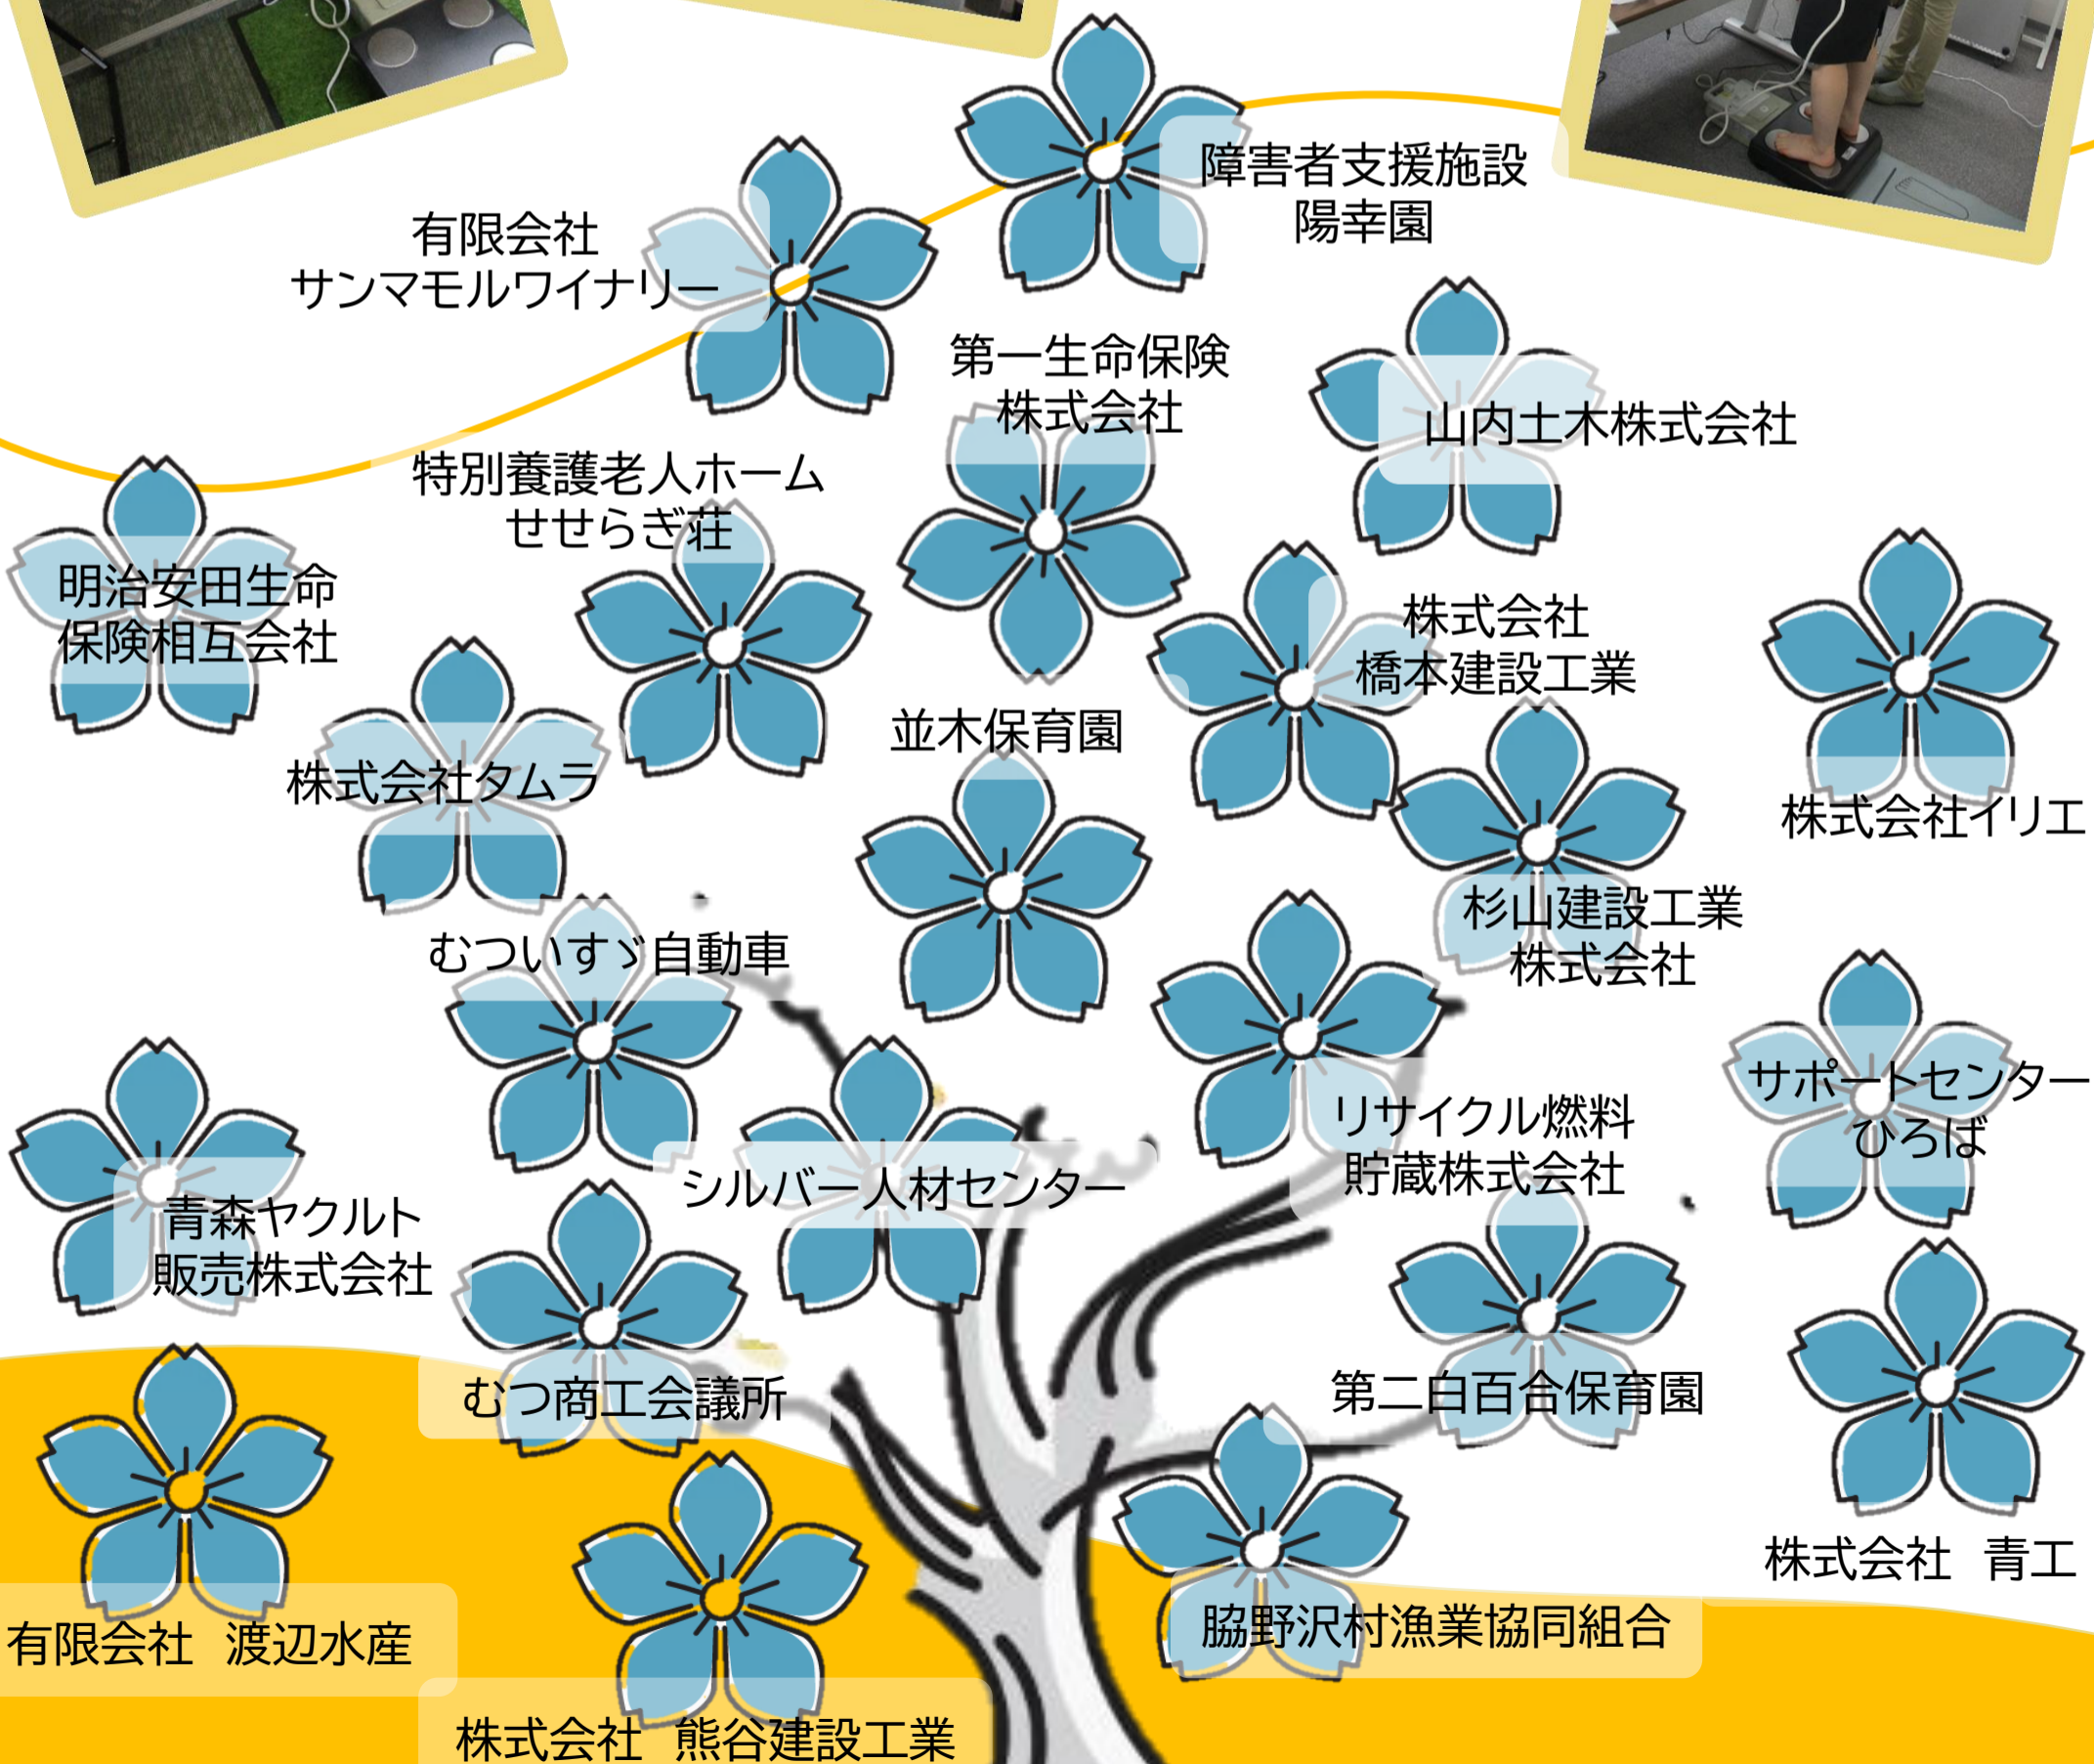 障害者支援施設
陽幸園
有限会社
サンマモルワイナリー
第一生命保険
株式会社
山内土木株式会社
特別養護老人ホーム
せせらぎ荘
明治安田生命
保険相互会社
株式会社
橋本建設工業
並木保育園
株式会社タムラ
株式会社イリエ
杉山建設工業
株式会社
むついすゞ自動車
サポートセンター
ひろば
リサイクル燃料
貯蔵株式会社
シルバー人材センター
青森ヤクルト
販売株式会社
むつ商工会議所
第二白百合保育園
株式会社 青工
脇野沢村漁業協同組合
有限会社 渡辺水産
株式会社 熊谷建設工業